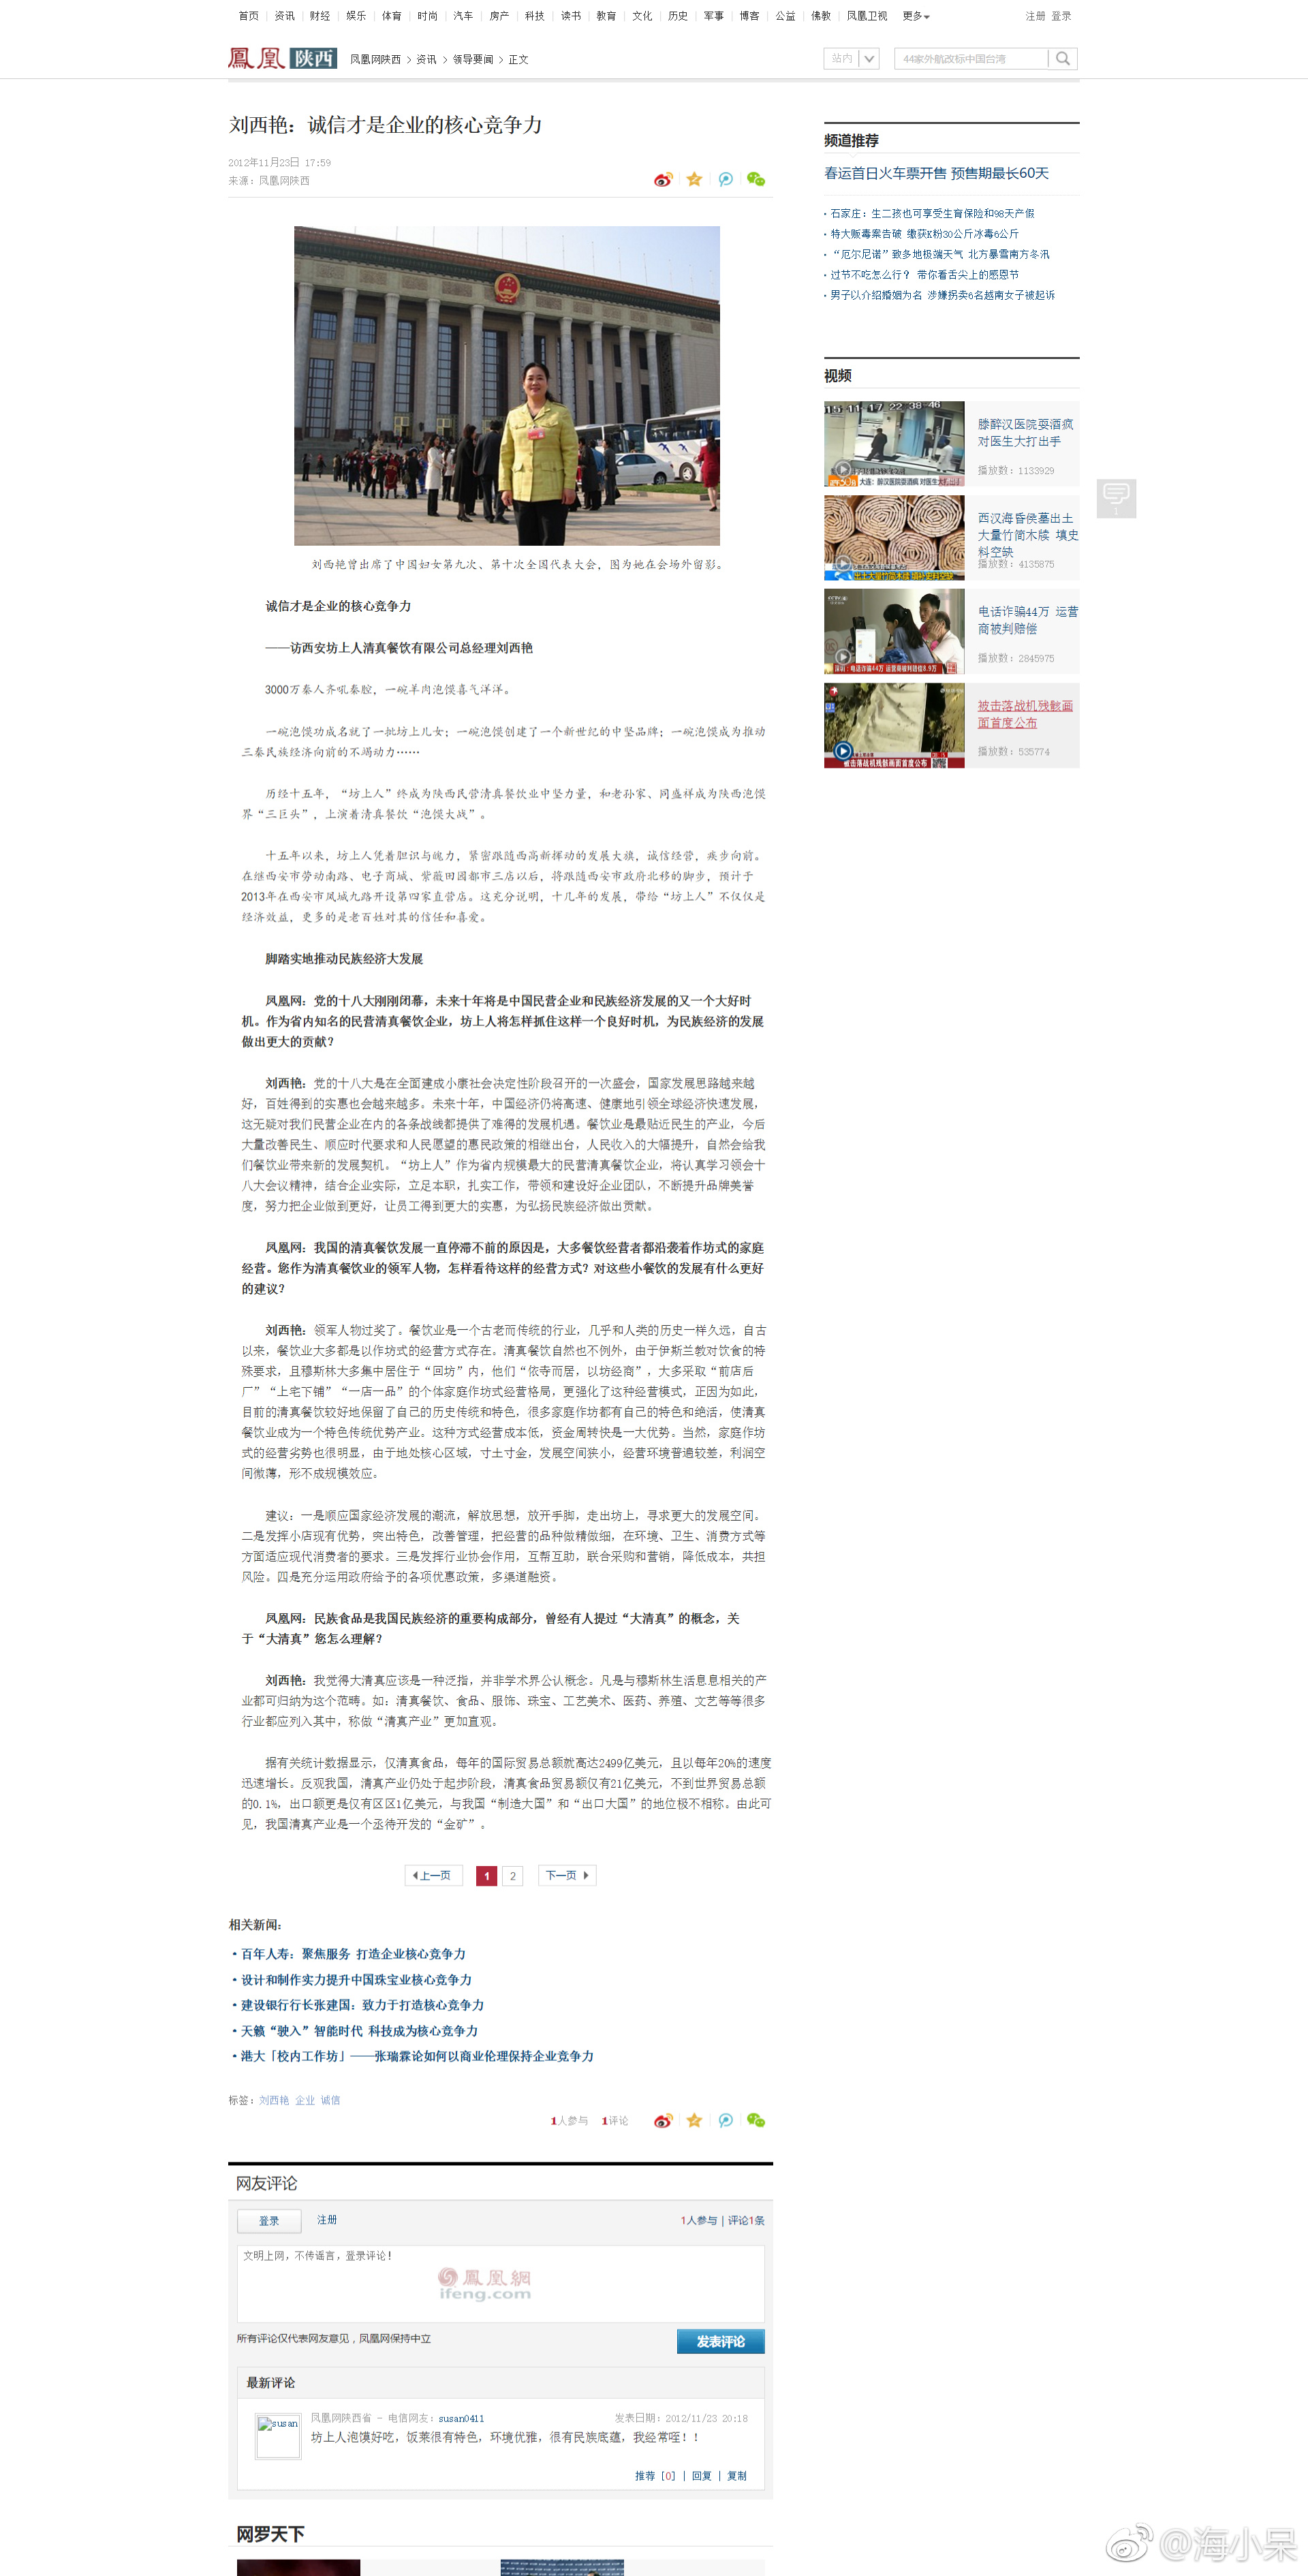 首页 资讯 财经 娱乐 体育 时尚 汽车 房产 科技 读书 教育 文化 历史 军事 博客 公益 佛教 凤凰卫视 更多
注册 登录
鳳凰 陕西 凤凰网陕西 > 资讯 > 领导要闻 > 正文
站内
44家外航改标中国台湾
刘西艳：诚信才是企业的核心竞争力
2012年11月23日 17:59
来源：凤凰网陕西
刘西艳曾出席了中国妇女第九次、第十次全国代表大会，图为她在会场外留影。
诚信才是企业的核心竞争力
——访西安坊上人清真餐饮有限公司总经理刘西艳
3000万秦人齐吼秦腔，一碗羊肉泡馍喜气洋洋。
一碗泡馍功成名就了一批坊上儿女；一碗泡馍创建了一个新世纪的中坚品牌；一碗泡馍成为推动
三秦民族经济向前的不竭动力······
历经十五年，“坊上人”终成为陕西民营清真餐饮业中坚力量，和老孙家、同盛祥成为陕西泡馍
界“三巨头”，上演着清真餐饮“泡馍大战”。
十五年以来，坊上人凭着胆识与魄力，紧密跟随西高新挥动的发展大旗，诚信经营，疾步向前。
在继西安市劳动南路、电子商城、紫薇田园都市三店以后，将跟随西安市政府北移的脚步，预计于
2013年在西安市凤城九路开设第四家直营店。这充分说明，十几年的发展，带给“坊上人”不仅仅是
经济效益，更多的是老百姓对其的信任和喜爱。
脚踏实地推动民族经济大发展
凤凰网：党的十八大刚刚闭幕，未来十年将是中国民营企业和民族经济发展的又一个大好时
机。作为省内知名的民营清真餐饮企业，坊上人将怎样抓住这样一个良好时机，为民族经济的发展
做出更大的贡献？
刘西艳：党的十八大是在全面建成小康社会决定性阶段召开的一次盛会，国家发展思路越来越
好，百姓得到的实惠也会越来越多。未来十年，中国经济仍将高速、健康地引领全球经济快速发展，
这无疑对我们民营企业在内的各条战线都提供了难得的发展机遇。餐饮业是最贴近民生的产业，今后
大量改善民生、顺应时代要求和人民愿望的惠民政策的相继出台，人民收入的大幅提升，自然会给我
们餐饮业带来新的发展契机。“坊上人”作为省内规模最大的民营清真餐饮企业，将认真学习领会十
八大会议精神，结合企业实际，立足本职，扎实工作，带领和建设好企业团队，不断提升品牌美誉
度，努力把企业做到更好，让员工得到更大的实惠，为弘扬民族经济做出贡献。
凤凰网：我国的清真餐饮发展一直停滞不前的原因是，大多餐饮经营者都沿袭着作坊式的家庭
经营。您作为清真餐饮业的领军人物，怎样看待这样的经营方式？对这些小餐饮的发展有什么更好
的建议？
刘西艳：领军人物过奖了。餐饮业是一个古老而传统的行业，几乎和人类的历史一样久远，自古
以来，餐饮业大多都是以作坊式的经营方式存在。清真餐饮自然也不例外，由于伊斯兰教对饮食的特
殊要求，且穆斯林大多集中居住于“回坊”内，他们“依寺而居，以坊经商”，大多采取“前店后
厂”“上宅下铺”“一店一品”的个体家庭作坊式经营格局，更强化了这种经营模式，正因为如此，
目前的清真餐饮较好地保留了自己的历史传统和特色，很多家庭作坊都有自己的特色和绝活，使清真
餐饮业成为一个特色传统优势产业。这种方式经营成本低，资金周转快是一大优势。当然，家庭作坊
式的经营劣势也很明显，由于地处核心区域，寸土寸金，发展空间狭小，经营环境普遍较差，利润空
间微薄，形不成规模效应。
建议：一是顺应国家经济发展的潮流，解放思想，放开手脚，走出坊上，寻求更大的发展空间。
二是发挥小店现有优势，突出特色，改善管理，把经营的品种做精做细，在环境、卫生、消费方式等
方面适应现代消费者的要求。三是发挥行业协会作用，互帮互助，联合采购和营销，降低成本，共担
风险。四是充分运用政府给予的各项优惠政策，多渠道融资。
凤凰网：民族食品是我国民族经济的重要构成部分，曾经有人提过“大清真”的概念，关
于“大清真”您怎么理解？
刘西艳：我觉得大清真应该是一种泛指，并非学术界公认概念。凡是与穆斯林生活息息相关的产
业都可归纳为这个范畴。如：清真餐饮、食品、服饰、珠宝、工艺美术、医药、养殖、文艺等等很多
行业都应列入其中，称做“清真产业”更加直观。
据有关统计数据显示，仅清真食品，每年的国际贸易总额就高达2499亿美元，且以每年20%的速度
迅速增长。反观我国，清真产业仍处于起步阶段，清真食品贸易额仅有21亿美元，不到世界贸易总额
的0.1%，出口额更是仅有区区1亿美元，与我国“制造大国”和“出口大国”的地位极不相称。由此可
见，我国清真产业是一个丞待开发的“金矿”。
上一页 1 2 下一页
相关新闻：
百年人寿：聚焦服务 打造企业核心竞争力
设计和制作实力提升中国珠宝业核心竞争力
建设银行行长张建国：致力于打造核心竞争力
天籁“驶入”智能时代 科技成为核心竞争力
港大「校内工作坊」——张瑞霖论如何以商业伦理保持企业竞争力
标签：刘西艳 企业 诚信
1人参与 1评论
网友评论
登录 注册 1人参与 | 评论1条
文明上网，不传谣言，登录评论！
鳳凰網
ifeng.com
所有评论仅代表网友意见，凤凰网保持中立
发表评论
最新评论
susan
凤凰网陕西省 - 电信网友：susan0411 发表日期：2012/11/23 20:18
坊上人泡馍好吃，饭菜很有特色，环境优雅，很有民族底蕴，我经常呕！！
推荐 [0] | 回复 | 复制
网罗天下
频道推荐
春运首日火车票开售 预售期最长60天
石家庄：生二孩也可享受生育保险和98天产假
特大贩毒案告破 缴获K粉30公斤冰毒6公斤
“厄尔尼诺”致多地极端天气 北方暴雪南方冬汛
过节不吃怎么行？ 带你看舌尖上的感恩节
男子以介绍婚姻为名 涉嫌拐卖6名越南女子被起诉
视频
15-11-17 22 38 46
大连：醉汉医院耍酒疯 对医生大打出手
滕醉汉医院耍酒疯
对医生大打出手
播放数：1133929
西汉海昏侯墓出土
大量竹简木牍 填史
料空缺
播放数：4135875
深圳：电话诈骗44万 运营商被判赔偿8.9万
电话诈骗44万 运营
商被判赔偿
播放数：2845975
被击落战机残骸画面首度公布
被击落战机残骸画
面首度公布
播放数：535774
1
@海小呆